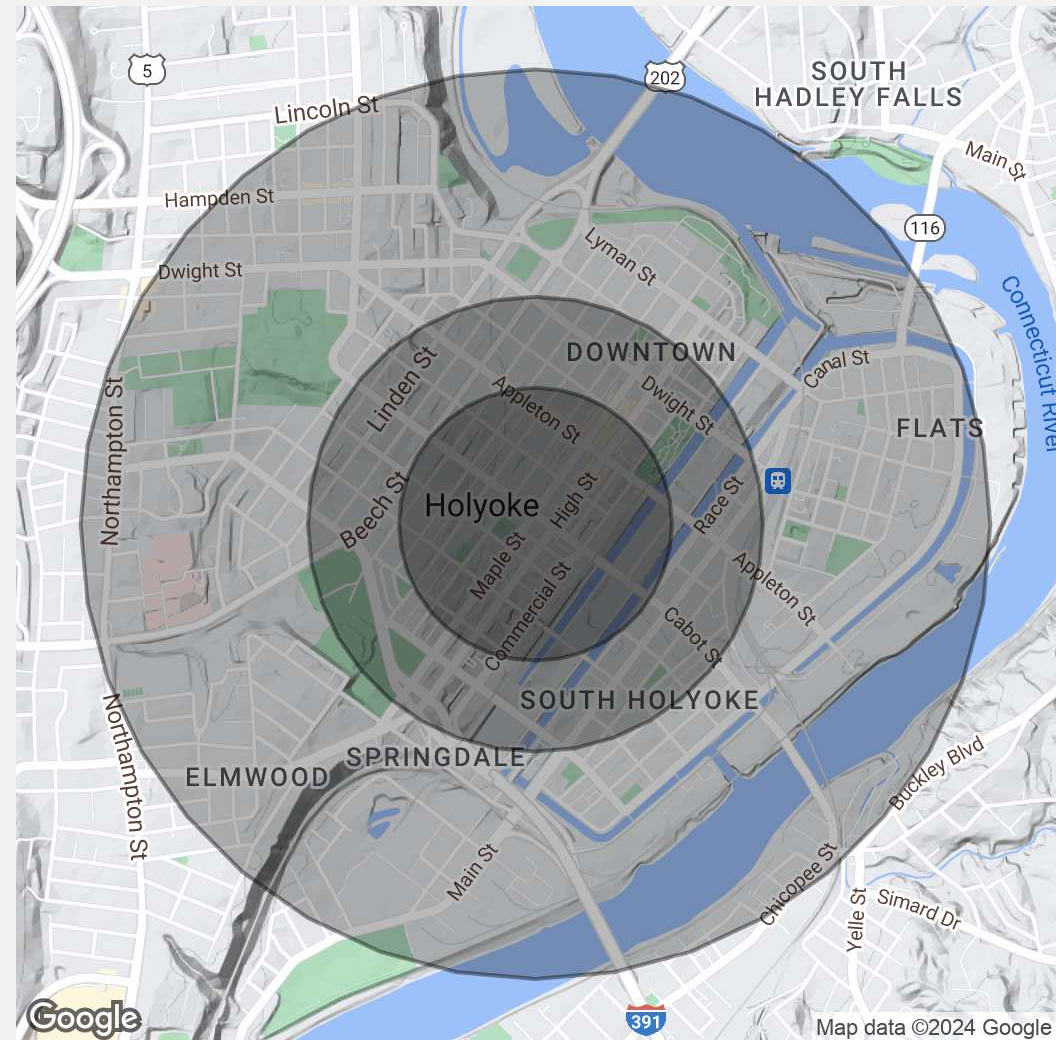 5
202
SOUTH
HADLEY FALLS
Lincoln St
Main St
Hampden St
116
Lyman St
Dwight St
Connecticut River
DOWNTOWN
Canal St
Linden St
Appleton St
Dwight St
Northampton St
FLATS
Beech St
Holyoke
High St
Race St
Maple St
Commercial St
Appleton St
Cabot St
SOUTH HOLYOKE
Northampton St
SPRINGDALE
ELMWOOD
Buckley Blvd
Main St
Chicopee St
Yelle St
Simard Dr
Google
391
Map data ©2024 Google